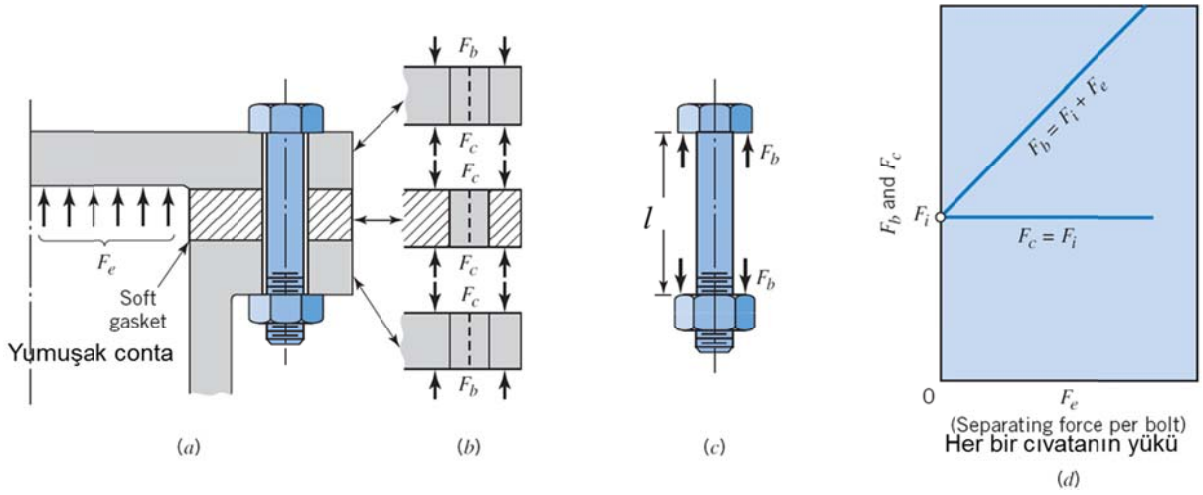 F_e
Soft
gasket
Yumuşak conta
(a)
F_b
F_c
F_c
F_c
F_c
F_b
(b)
l
F_b
F_b
(c)
F_b and F_c
F_i
F_b = F_i + F_e
F_c = F_i
0
F_e
(Separating force per bolt)
Her bir cıvatanın yükü
(d)